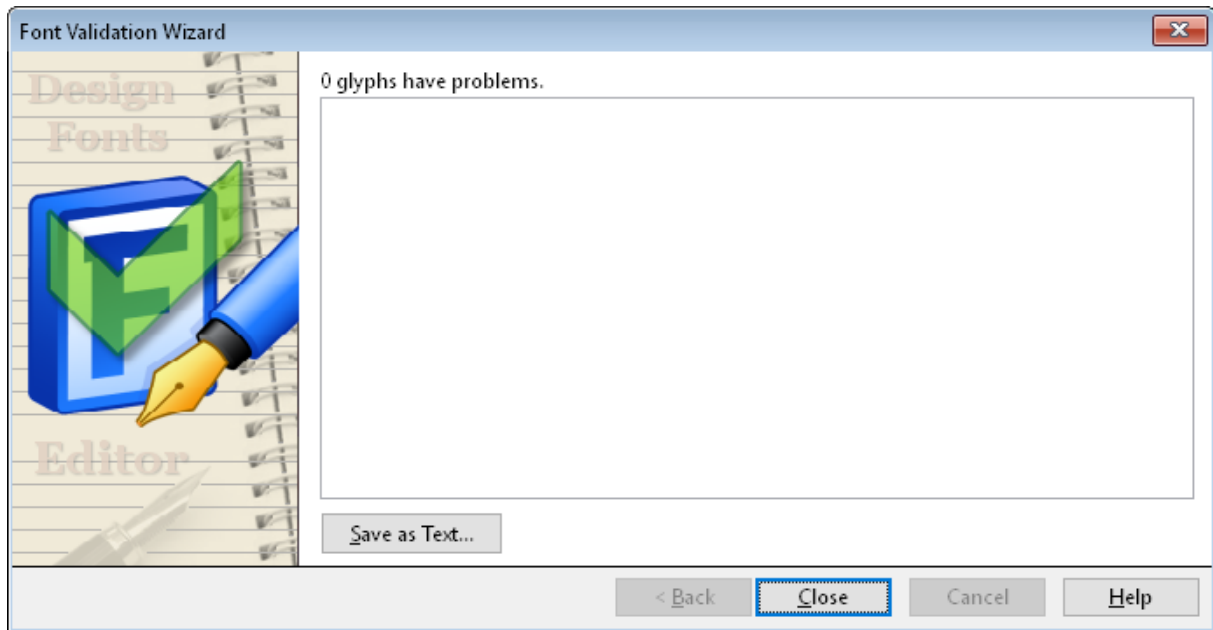 Font Validation Wizard
Design
Fonts
Editor
0 glyphs have problems.
Save as Text...
< Back
Close
Cancel
Help